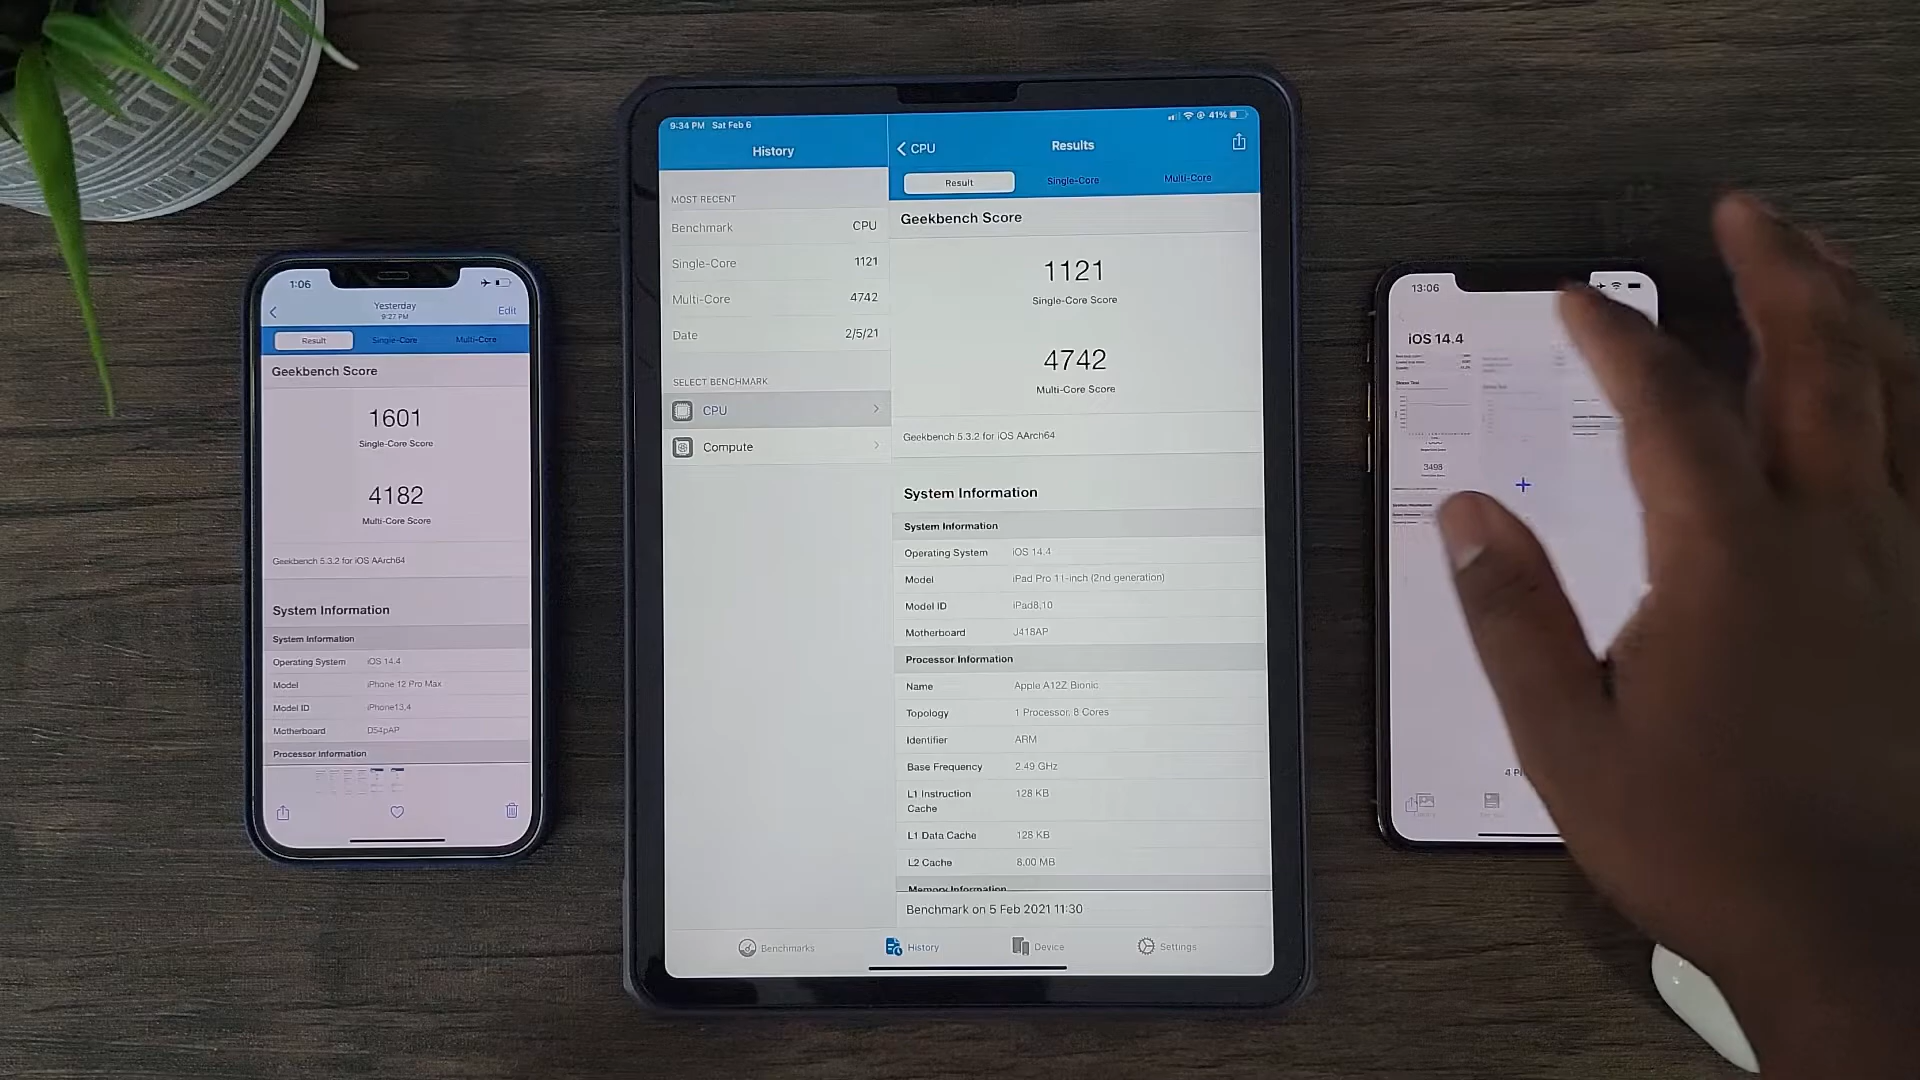 1:06
Yesterday
9:27 PM
Edit
Result Single-Core Multi-Core
Geekbench Score
1601
Single-Core Score
4182
Multi-Core Score
Geekbench 5.3.2 for iOS AArch64
System Information
System Information
Operating System iOS 14.4
Model iPhone 12 Pro Max
Model ID iPhone13,4
Motherboard D54pAP
Processor Information
9:34 PM Sat Feb 6
History
MOST RECENT
Benchmark CPU
Single-Core 1121
Multi-Core 4742
Date 2/5/21
SELECT BENCHMARK
CPU
Compute
41%
CPU Results
Result Single-Core Multi-Core
Geekbench Score
1121
Single-Core Score
4742
Multi-Core Score
Geekbench 5.3.2 for iOS AArch64
System Information
System Information
Operating System iOS 14.4
Model iPad Pro 11-inch (2nd generation)
Model ID iPad8,10
Motherboard J418AP
Processor Information
Name Apple A12Z Bionic
Topology 1 Processor, 8 Cores
Identifier ARM
Base Frequency 2.49 GHz
L1 Instruction Cache 128 KB
L1 Data Cache 128 KB
L2 Cache 8.00 MB
Memory Information
Benchmark on 5 Feb 2021 11:30
Benchmarks History Device Settings
13:06
iOS 14.4
3498